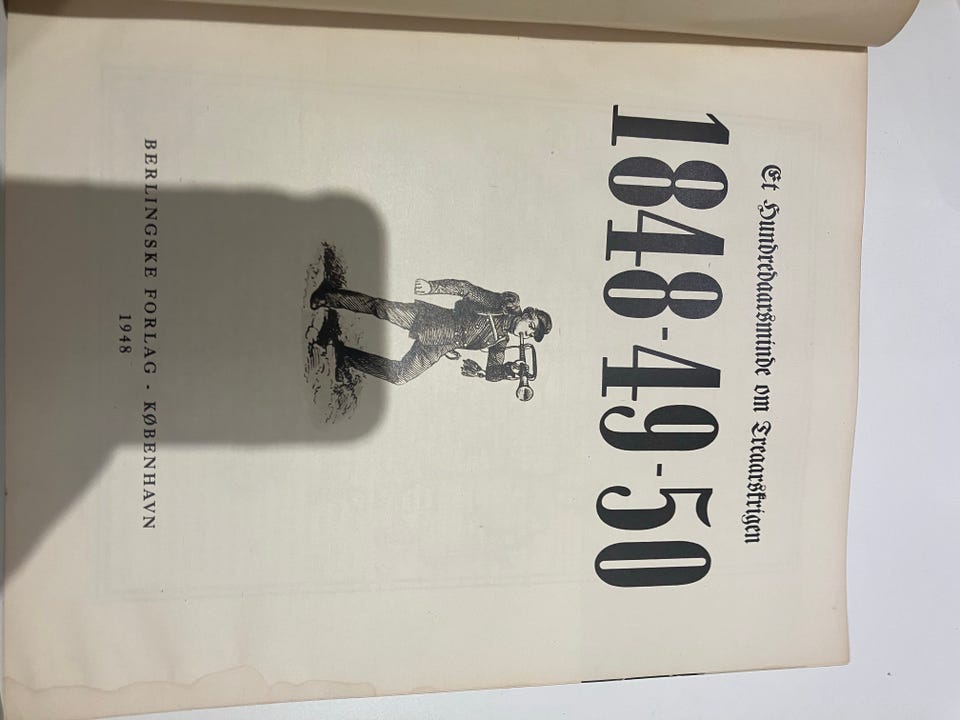 Et Hundredaarsminde om Treaarskrigen
1848-49-50
BERLINGSKE FORLAG · KØBENHAVN
1948